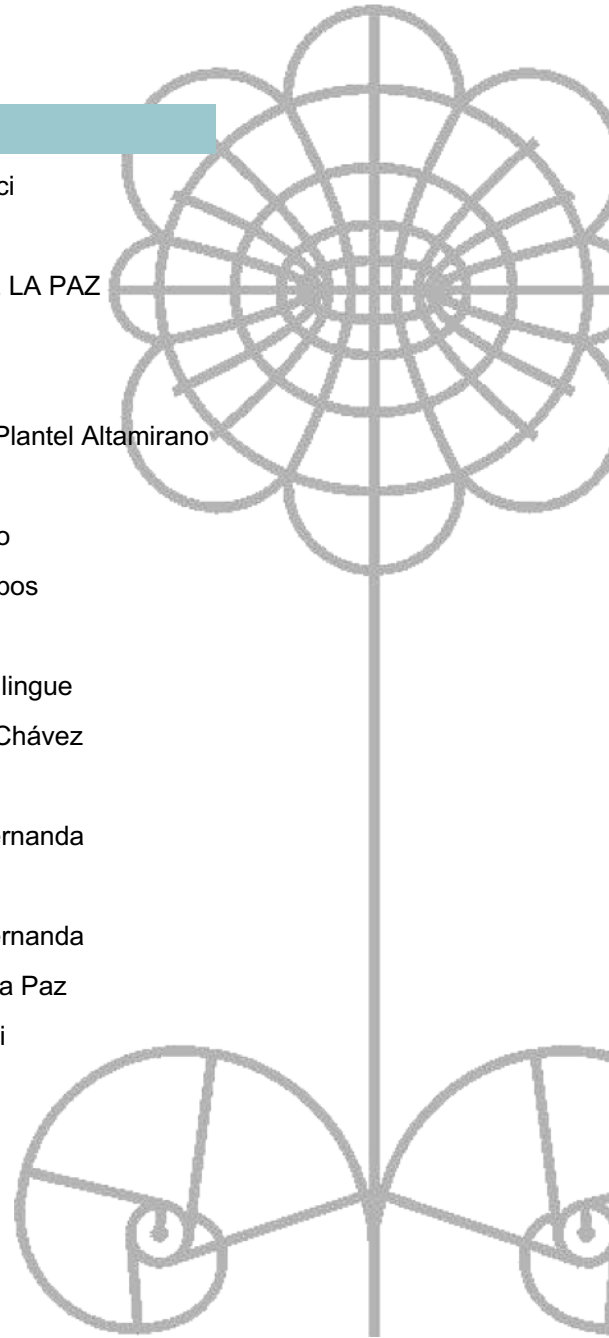 ci
LA PAZ
Plantel Altamirano
o
pos
lingue
Chávez
rnanda
rnanda
a Paz
i